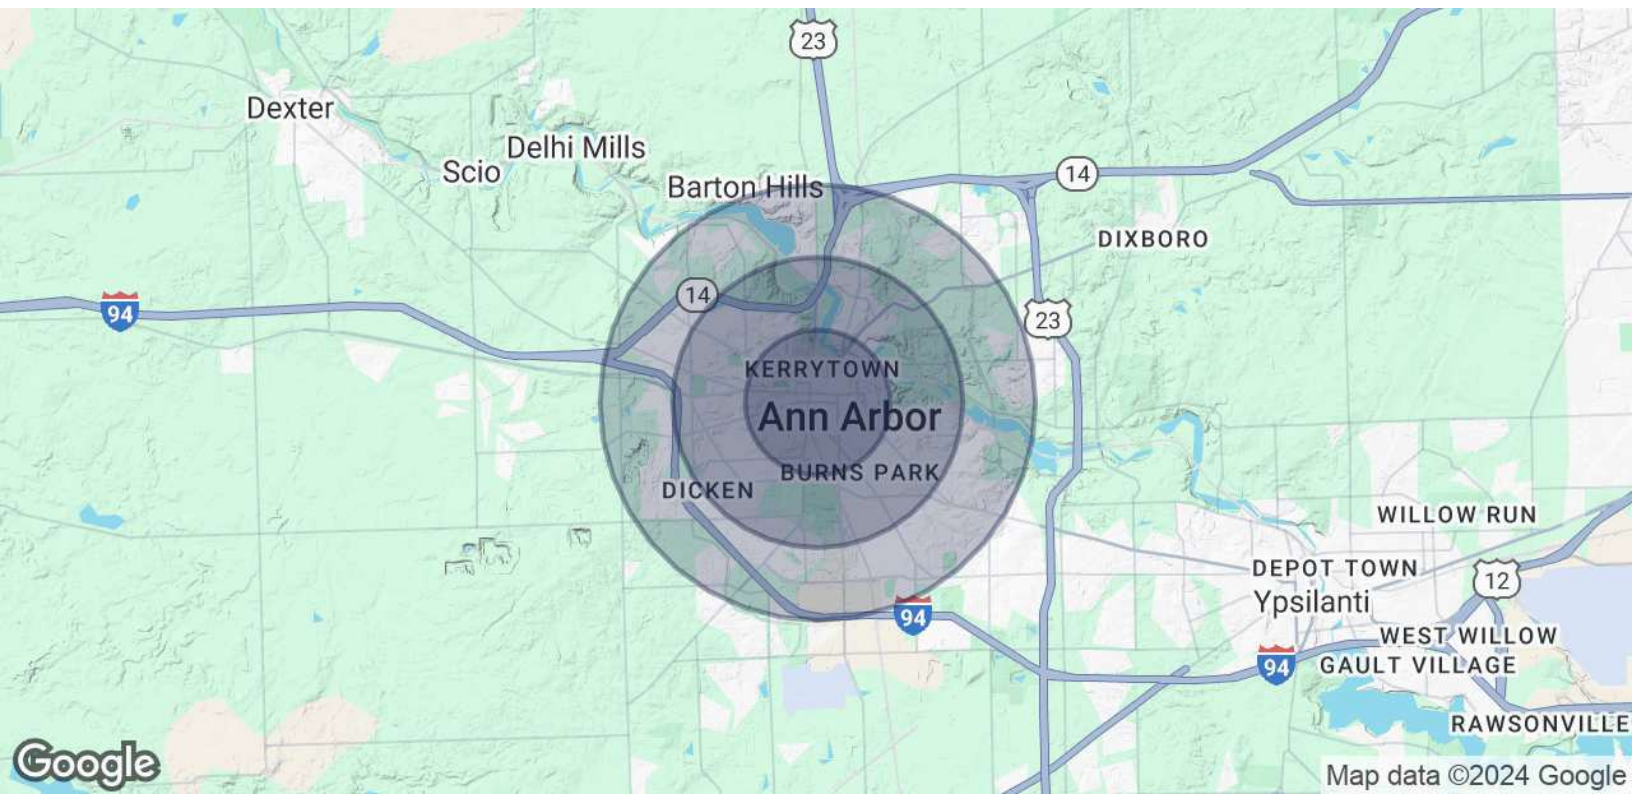 23
Dexter
Delhi Mills
Scio
14
Barton Hills
DIXBORO
14
94
23
KERRYTOWN
Ann Arbor
BURNS PARK
DICKEN
WILLOW RUN
DEPOT TOWN
12
Ypsilanti
94
WEST WILLOW
94
GAULT VILLAGE
RAWSONVILLE
Google
Map data ©2024 Google